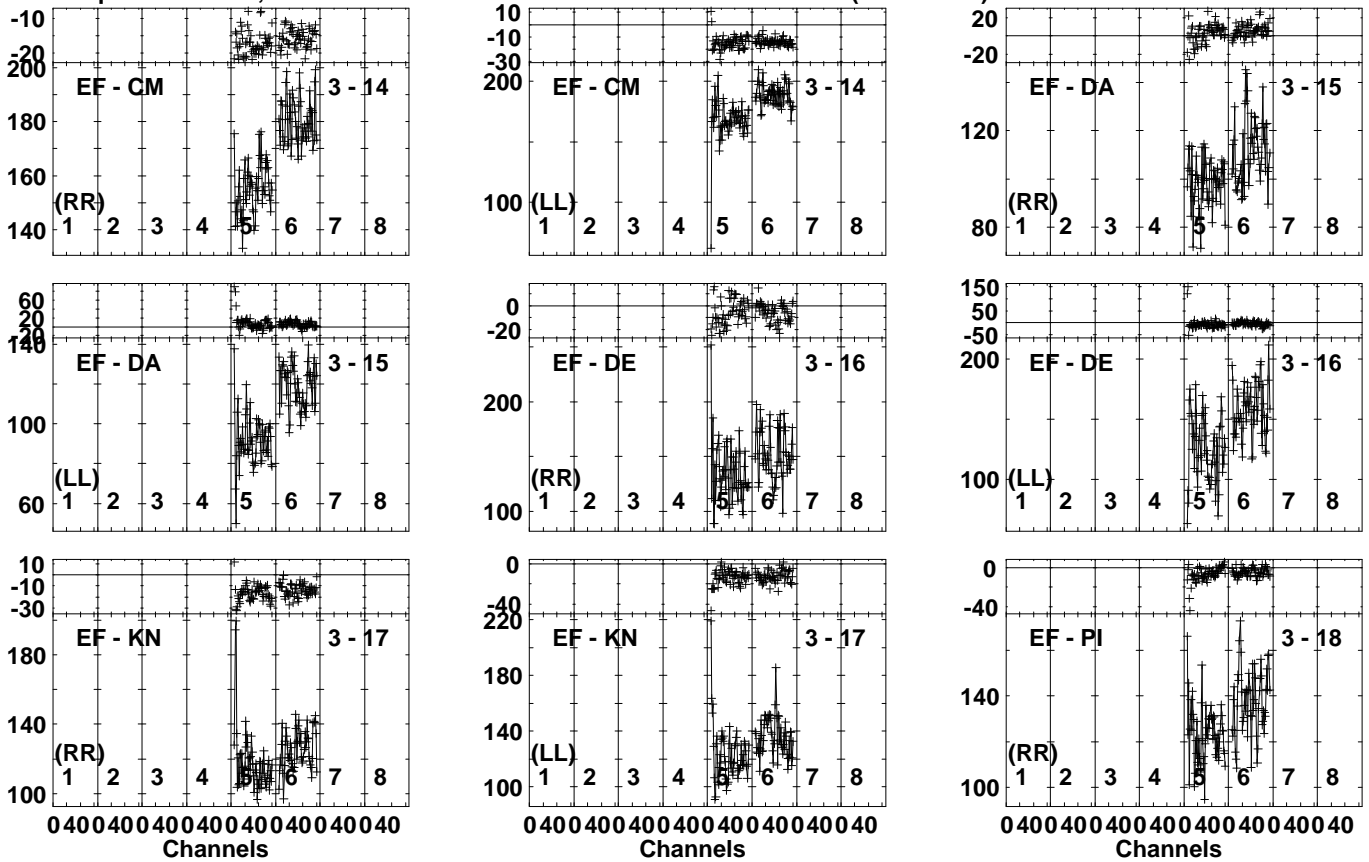 -10 10 20
-20 -10 -20
-30
200 EF - CM 3 - 14 200 EF - CM 3 - 14 EF - DA 3 - 15
180 120
160
(RR) 100 (LL) (RR)
140 1 2 3 4 5 6 7 8 1 2 3 4 5 6 7 8 80 1 2 3 4 5 6 7 8
60 0 150
20 -20 50
-20 -50
140 EF - DA 3 - 15 EF - DE 3 - 16 200 EF - DE 3 - 16
100 200
(LL) (RR) 100 (LL)
60 1 2 3 4 5 6 7 8 100 1 2 3 4 5 6 7 8 1 2 3 4 5 6 7 8
10 0 0
-10 -40 -40
-30
220
180 EF - KN 3 - 17 EF - KN 3 - 17 EF - PI 3 - 18
180
140 140 140
(RR) (LL) (RR)
100 1 2 3 4 5 6 7 8 100 1 2 3 4 5 6 7 8 100 1 2 3 4 5 6 7 8
0 40 0 40 0 40 0 40 0 40 0 40 0 40 0 40 0 40 0 40 0 40 0 40 0 40 0 40 0 40 0 40 0 40 0 40 0 40 0 40 0 40 0 40 0 40 0 40
Channels Channels Channels